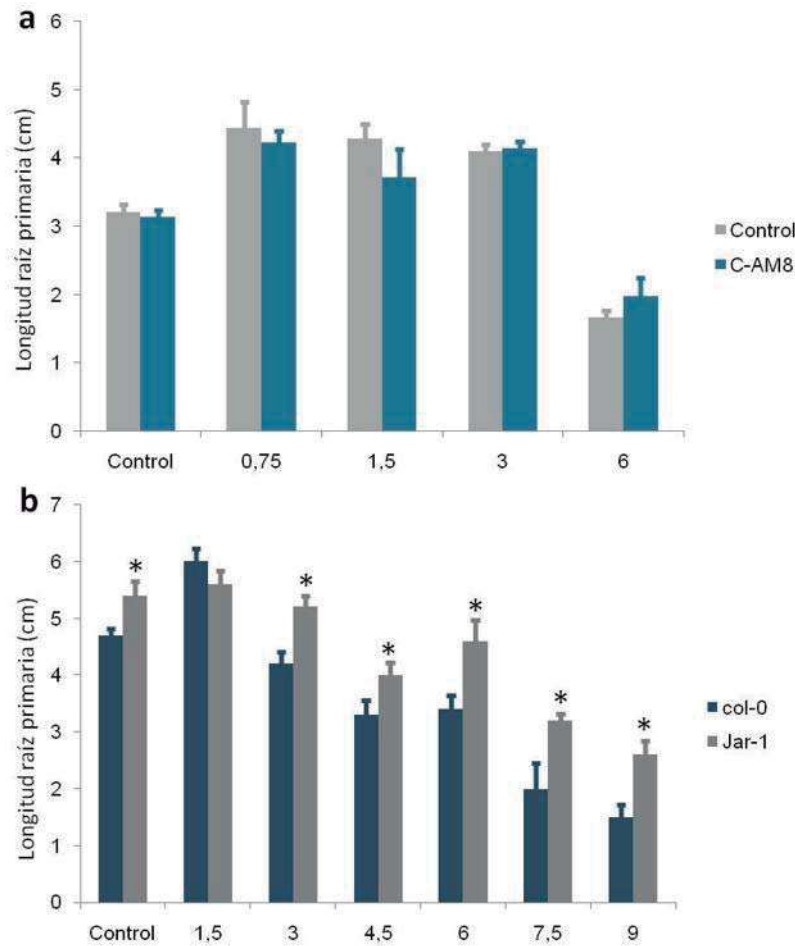 a
Longitud raíz primaria (cm)
6
5
4
3
2
1
0
Control 0,75 1,5 3 6
Control
C-AM8
b
Longitud raíz primaria (cm)
7
6
5
4
3
2
1
0
* * * * * *
Control 1,5 3 4,5 6 7,5 9
col-0
Jar-1